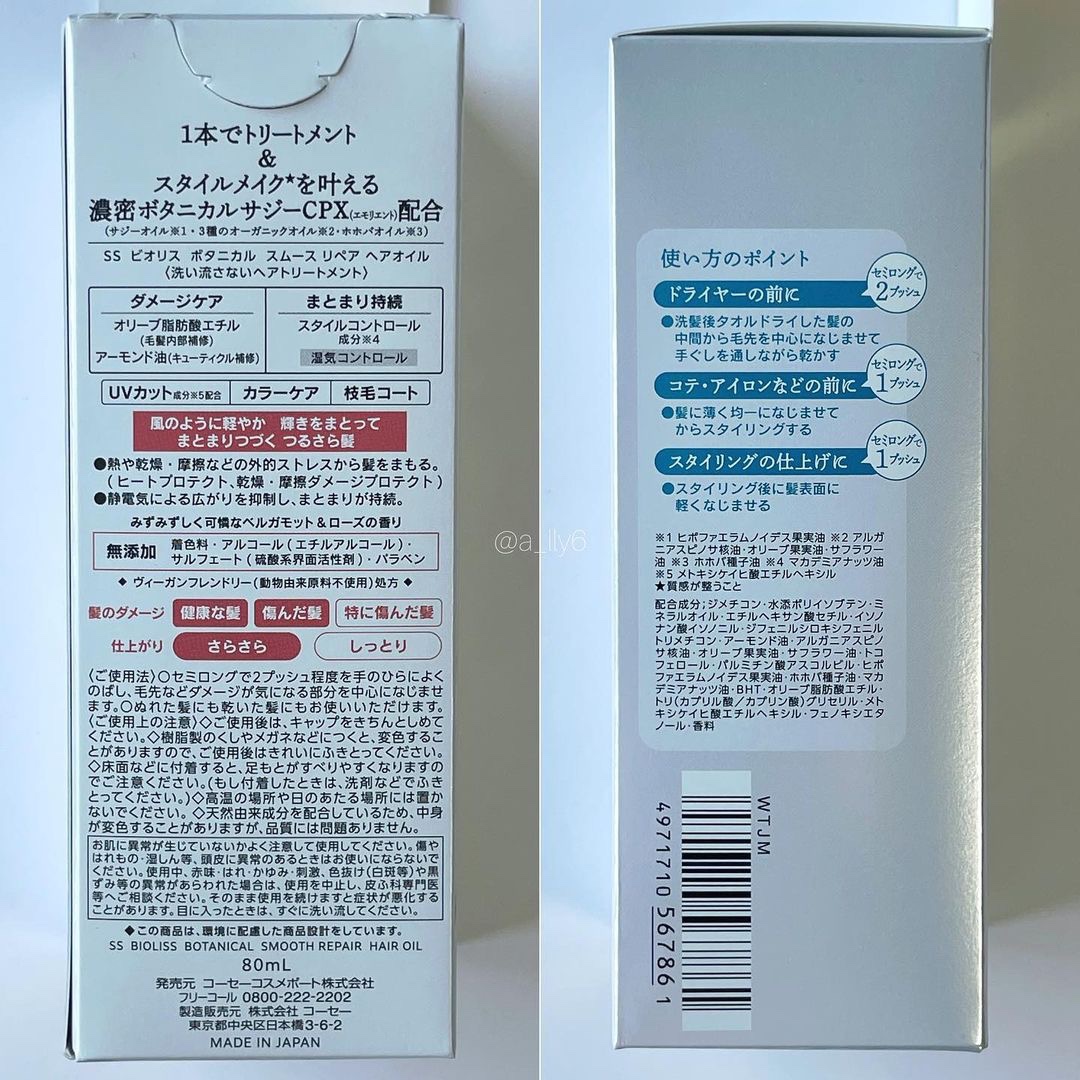 1本でトリートメント
&
スタイルメイク★を叶える
濃密ボタニカルサジーCPX(エモリエント)配合
(サジーオイル※1・3種のオーガニックオイル※2・ホホバオイル※3)
SS ビオリス ボタニカル スムース リペア ヘアオイル
〈洗い流さないヘアトリートメント〉
ダメージケア
オリーブ脂肪酸エチル
(毛髪内部補修)
アーモンド油(キューティクル補修)
まとまり持続
スタイルコントロール
成分※4
湿気コントロール
UVカット成分※5配合 カラーケア 枝毛コート
風のように軽やか 輝きをまとって
まとまりつづく つるさら髪
●熱や乾燥・摩擦などの外的ストレスから髪をまもる。
(ヒートプロテクト、乾燥・摩擦ダメージプロテクト)
●静電気による広がりを抑制し、まとまりが持続。
みずみずしく可憐なベルガモット&ローズの香り
無添加
着色料・アルコール(エチルアルコール)・
サルフェート(硫酸系界面活性剤)・パラベン
◆ ヴィーガンフレンドリー(動物由来原料不使用)処方 ◆
髪のダメージ 健康な髪 傷んだ髪 特に傷んだ髪
仕上がり さらさら しっとり
〈ご使用法〉○セミロングで2プッシュ程度を手のひらによく
のばし、毛先などダメージが気になる部分を中心になじませ
ます。○ぬれた髪にも乾いた髪にもお使いいただけます。
〈ご使用上の注意〉◇ご使用後は、キャップをきちんとしめて
ください。◇樹脂製のくしやメガネなどにつくと、変色するこ
とがありますので、ご使用後はきれいにふきとってください。
◇床面などに付着すると、足もとがすべりやすくなりますの
でご注意ください。(もし付着したときは、洗剤などでふき
とってください。)◇高温の場所や日のあたる場所には置か
ないでください。◇天然由来成分を配合しているため、中身
が変色することがありますが、品質には問題ありません。
お肌に異常が生じていないかよく注意して使用してください。傷や
はれもの・湿しん等、頭皮に異常のあるときはお使いにならないでく
ださい。使用中、赤味・はれ・かゆみ・刺激、色抜け(白斑等)や黒
ずみ等の異常があらわれた場合は、使用を中止し、皮ふ科専門医
等へご相談ください。そのまま使用を続けますと症状が悪化する
ことがあります。目に入ったときは、すぐに洗い流してください。
◆この商品は、環境に配慮した商品設計をしています。
SS BIOLISS BOTANICAL SMOOTH REPAIR HAIR OIL
80mL
発売元 コーセーコスメポート株式会社
フリーコール 0800-222-2202
製造販売元 株式会社 コーセー
東京都中央区日本橋3-6-2
MADE IN JAPAN
@a_lly6
使い方のポイント
ドライヤーの前に
セミロングで
2プッシュ
●洗髪後タオルドライした髪の
中間から毛先を中心になじませて
手ぐしを通しながら乾かす
コテ・アイロンなどの前に
セミロングで
1プッシュ
●髪に薄く均一になじませて
からスタイリングする
スタイリングの仕上げに
セミロングで
1プッシュ
●スタイリング後に髪表面に
軽くなじませる
※1 ヒポファエラムノイデス果実油 ※2 アルガ
ニアスピノサ核油・オリーブ果実油・サフラワー
油 ※3 ホホバ種子油 ※4 マカデミアナッツ油
※5 メトキシケイヒ酸エチルヘキシル
★質感が整うこと
配合成分;ジメチコン・水添ポリイソブテン・ミ
ネラルオイル・エチルヘキサン酸セチル・イソノ
ナン酸イソノニル・ジフェニルシロキシフェニル
トリメチコン・アーモンド油・アルガニアスピノ
サ核油・オリーブ果実油・サフラワー油・トコ
フェロール・パルミチン酸アスコルビル・ヒポ
ファエラムノイデス果実油・ホホバ種子油・マカ
デミアナッツ油・BHT・オリーブ脂肪酸エチル・
トリ(カプリル酸/カプリン酸)グリセリル・メト
キシケイヒ酸エチルヘキシル・フェノキシエタ
ノール・香料
WTJM
4971710 567861